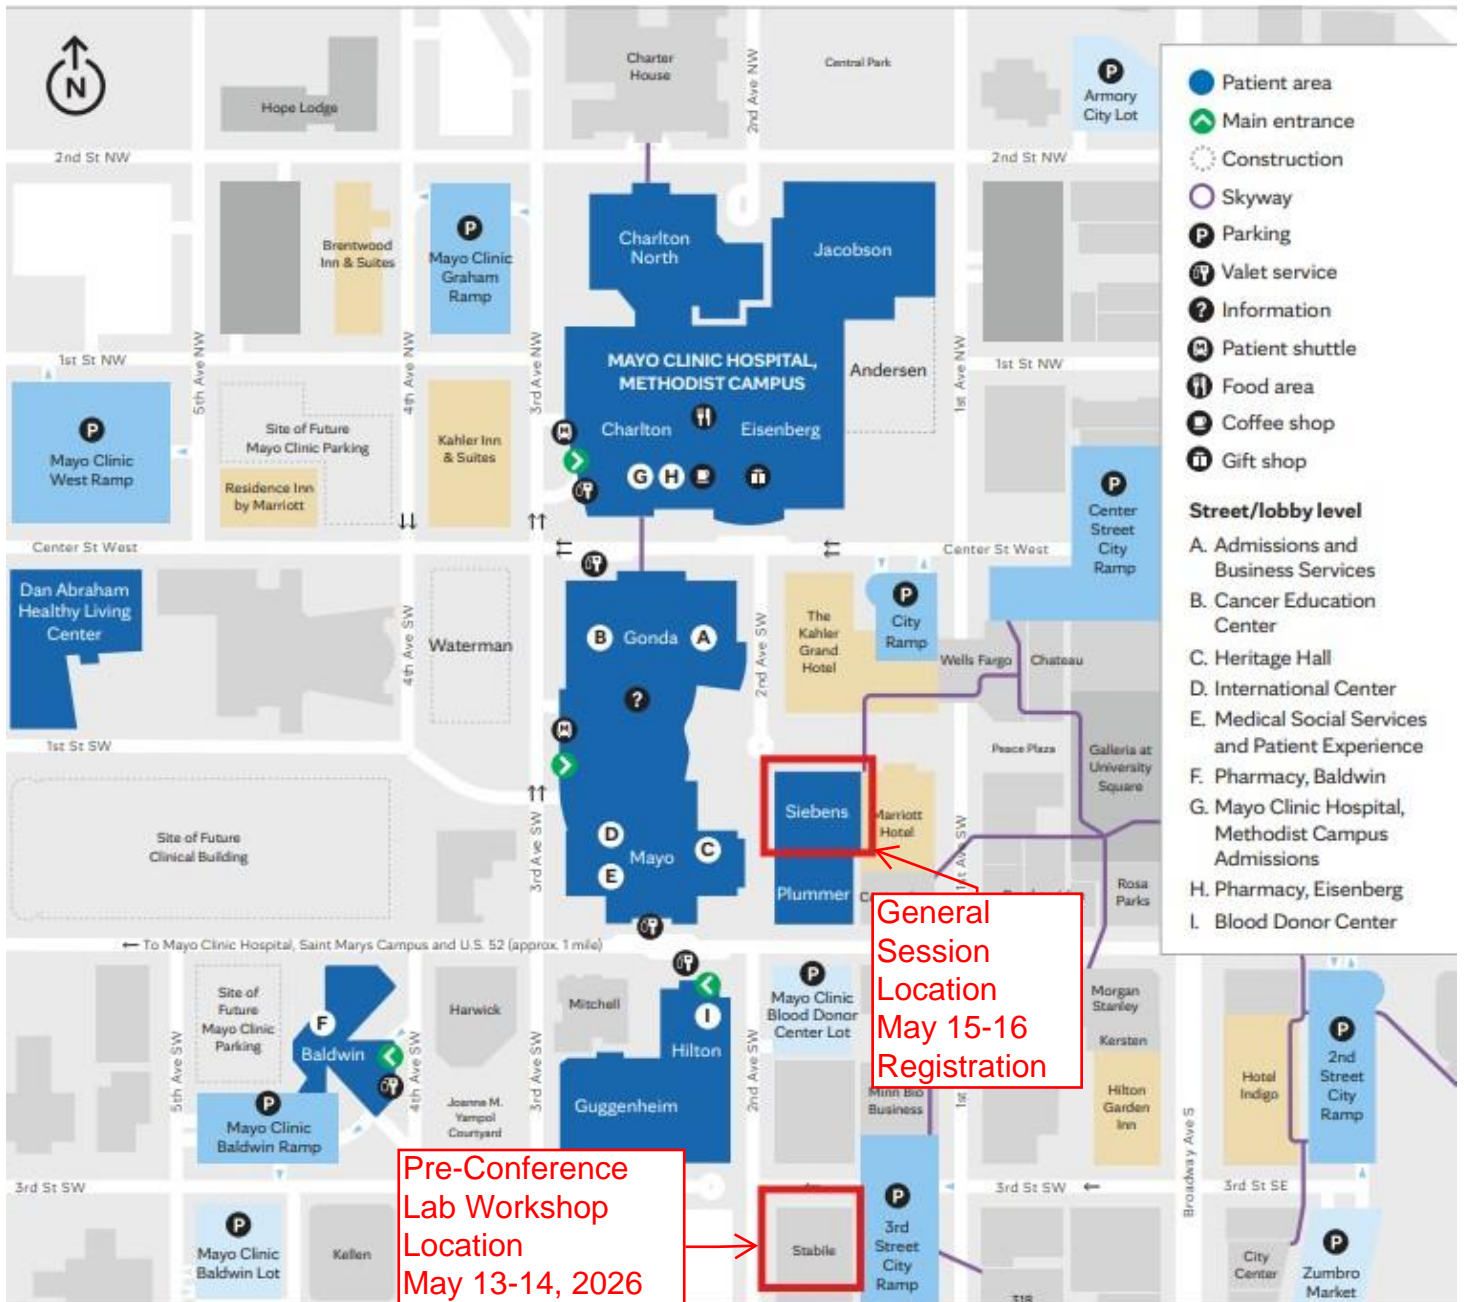 N
Hope Lodge
Charter
House
Central Park
P
Armory
City Lot
2nd Ave NW
2nd St NW
2nd St NW
Brentwood
Inn & Suites
P
Mayo Clinic
Graham
Ramp
Charlton
North
Jacobson
5th Ave NW
4th Ave NW
3rd Ave NW
1st Ave NW
1st St NW
1st St NW
MAYO CLINIC HOSPITAL,
METHODIST CAMPUS
Andersen
P
Mayo Clinic
West Ramp
Site of Future
Mayo Clinic Parking
Residence Inn
by Marriott
Kahler Inn
& Suites
Charlton
Eisenberg
G
H
P
Center
Street
City
Ramp
Center St West
Center St West
Dan Abraham
Healthy Living
Center
Waterman
4th Ave SW
B
Gonda
A
?
2nd Ave SW
The
Kahler
Grand
Hotel
P
City
Ramp
Wells Fargo
Chateau
1st St SW
Peace Plaza
Galleria at
University
Square
Site of Future
Clinical Building
3rd Ave SW
D
Mayo
C
E
Siebens
Marriott
Hotel
Plummer
1st Ave SW
Rosa
Parks
General
Session
Location
May 15-16
Registration
← To Mayo Clinic Hospital, Saint Marys Campus and U.S. 52 (approx. 1 mile)
Site of
Future
Mayo Clinic
Parking
F
Baldwin
Harwick
Mitchell
I
Hilton
P
Mayo Clinic
Blood Donor
Center Lot
Morgan
Stanley
Kersten
5th Ave SW
4th Ave SW
3rd Ave SW
2nd Ave SW
P
Mayo Clinic
Baldwin Ramp
Joanne M.
Yampol
Courtyard
Guggenheim
Minn Bio
Business
1st
Hilton
Garden
Inn
Broadway Ave S
Hotel
Indigo
P
2nd
Street
City
Ramp
3rd St SW
3rd St SW ←
3rd St SE
Pre-Conference
Lab Workshop
Location
May 13-14, 2026
P
Mayo Clinic
Baldwin Lot
Kellen
Stabile
P
3rd
Street
City
Ramp
318
City
Center
P
Zumbro
Market
Patient area
Main entrance
Construction
Skyway
P Parking
Valet service
? Information
Patient shuttle
Food area
Coffee shop
Gift shop
Street/lobby level
A. Admissions and
Business Services
B. Cancer Education
Center
C. Heritage Hall
D. International Center
E. Medical Social Services
and Patient Experience
F. Pharmacy, Baldwin
G. Mayo Clinic Hospital,
Methodist Campus
Admissions
H. Pharmacy, Eisenberg
I. Blood Donor Center